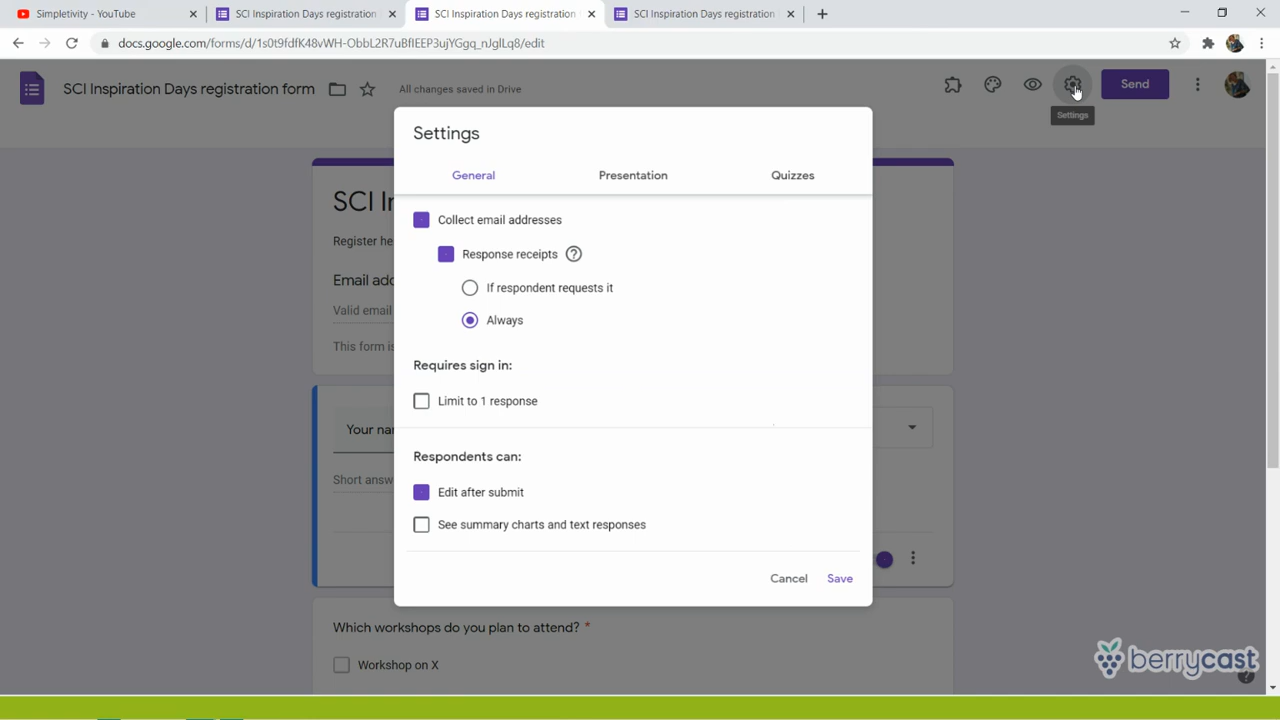 Simpletivity - YouTube
SCI Inspiration Days registration
SCI Inspiration Days registration
SCI Inspiration Days registration
docs.google.com/forms/d/1s0t9fdfK48vWH-ObbL2R7uBfIEEP3ujYGgq_nJglLq8/edit
SCI Inspiration Days registration form
All changes saved in Drive
Send
Settings
Settings
General
Presentation
Quizzes
SCI In
Collect email addresses
Register he
Response receipts
Email add
If respondent requests it
Valid email
Always
This form is
Requires sign in:
Limit to 1 response
Your nam
Respondents can:
Short answ
Edit after submit
See summary charts and text responses
Cancel
Save
Which workshops do you plan to attend? *
Workshop on X
berrycast